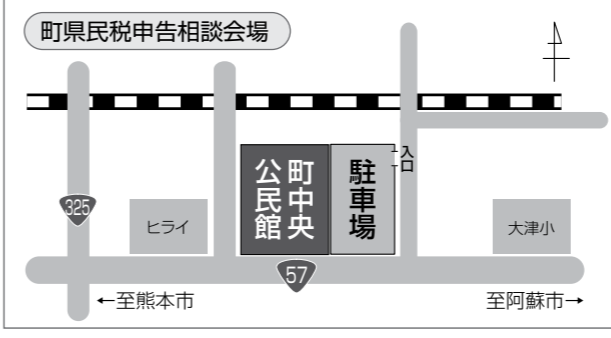 町県民税申告相談会場
入口
町中央
公民館
駐車場
325
ヒライ
大津小
57
←至熊本市
至阿蘇市→